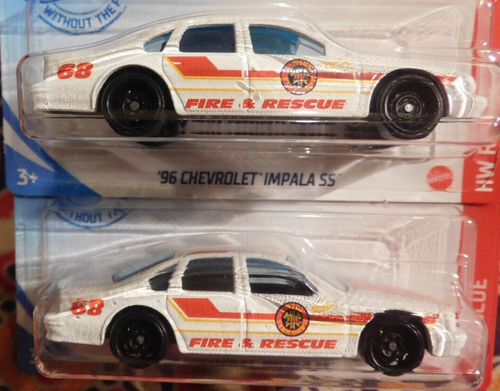 WITHOUT THE P
68
FIRE & RESCUE
3+
'96 CHEVROLET IMPALA SS
HW R
68
FIRE & RESCUE
CUE